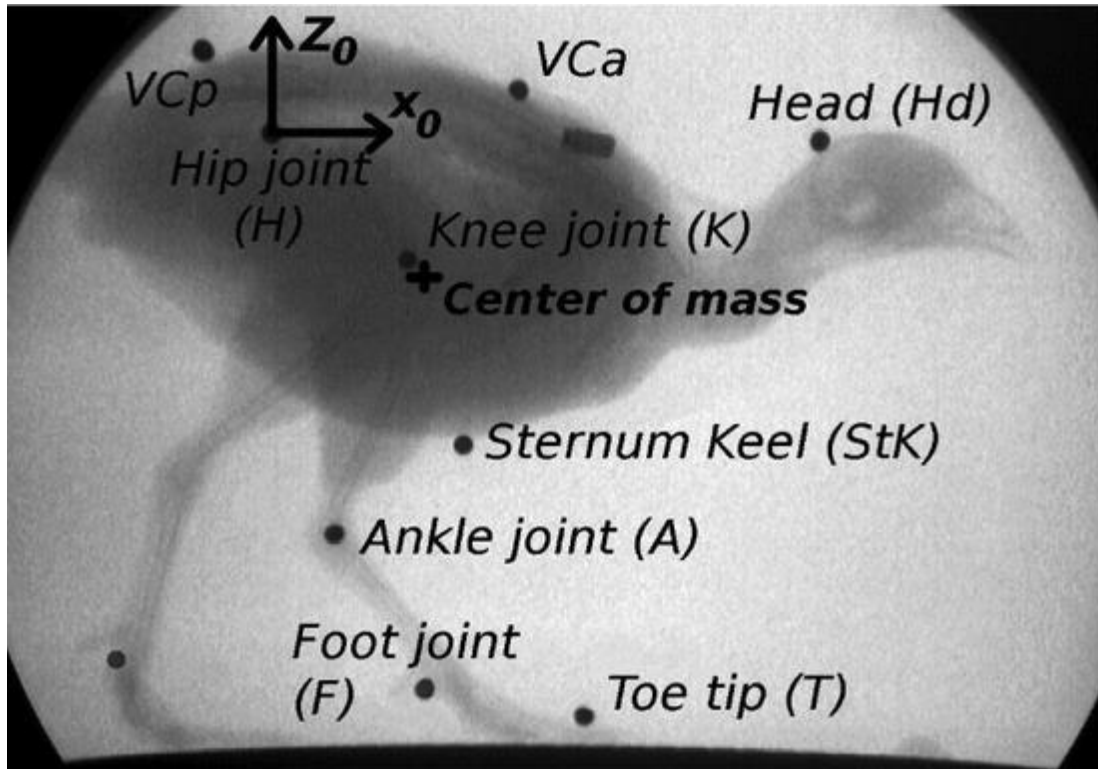 Z0
VCp
VCa
x0
Head (Hd)
Hip joint
(H)
Knee joint (K)
Center of mass
Sternum Keel (StK)
Ankle joint (A)
Foot joint
(F)
Toe tip (T)